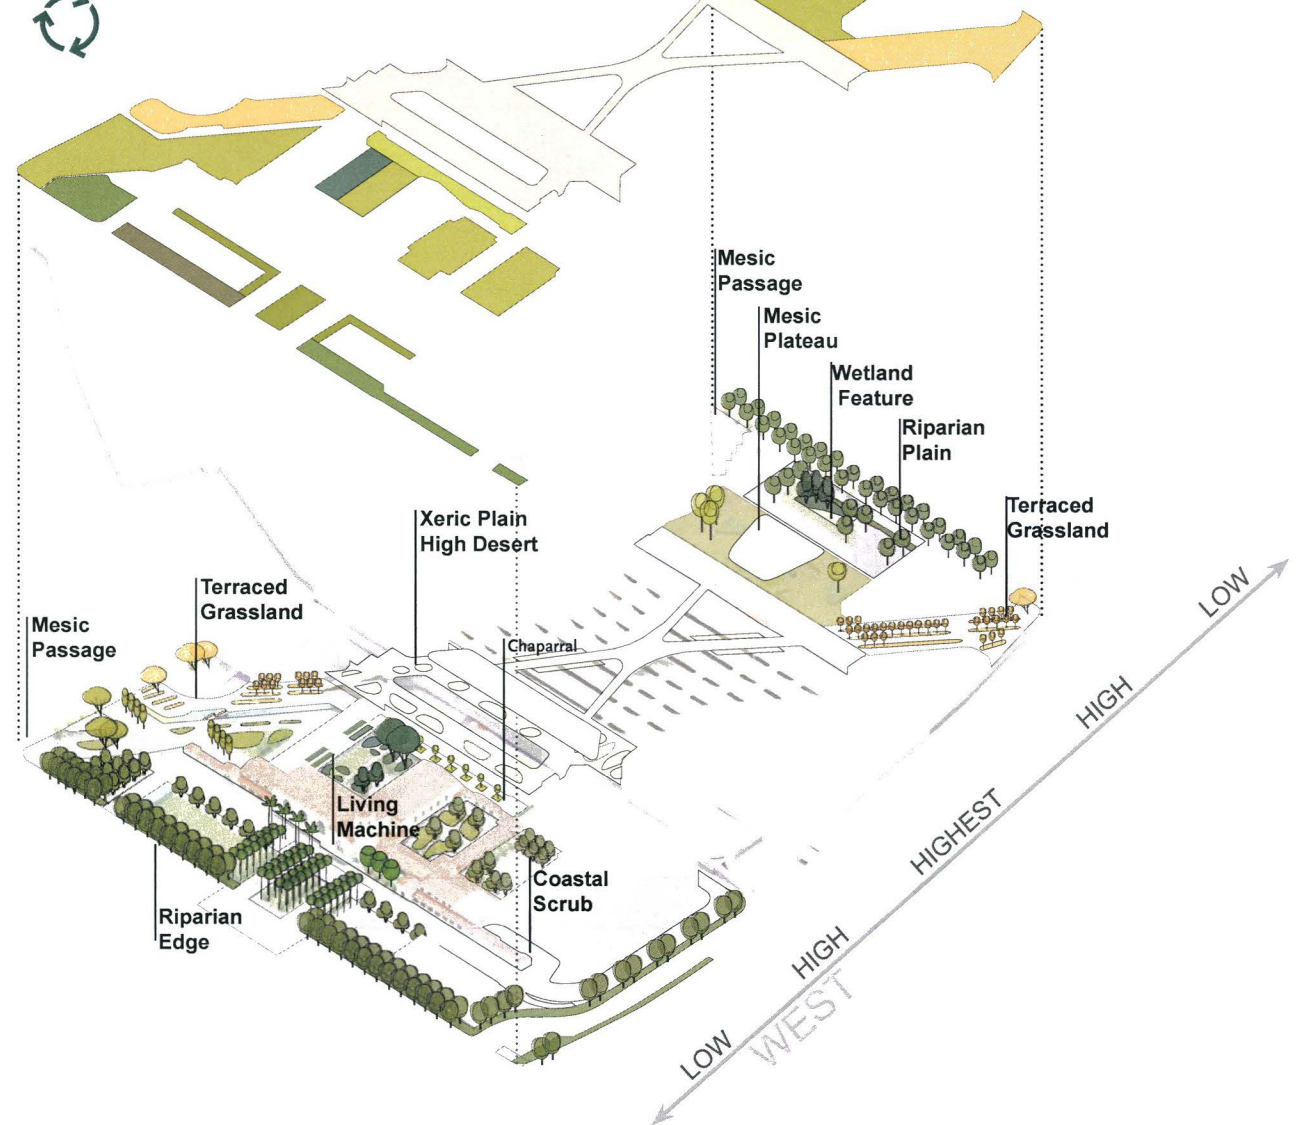 Mesic
Passage
Mesic
Plateau
Wetland
Feature
Riparian
Plain
Terraced
Grassland
Xeric Plain
High Desert
Terraced
Grassland
Mesic
Passage
Chaparral
Living
Machine
Coastal
Scrub
Riparian
Edge
LOW
HIGH
HIGHEST
HIGH
LOW
WEST